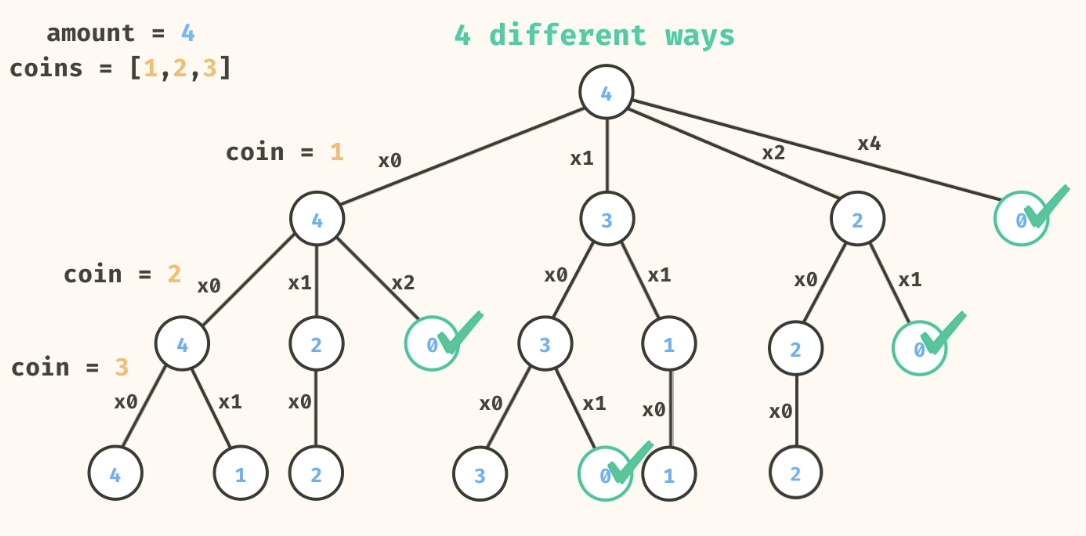 amount = 4
4 different ways
coins = [1,2,3]
4
coin = 1
x0
x1
x2
x4
4
3
2
0
coin = 2
x0
x1
x2
x0
x1
x0
x1
4
2
0
3
1
2
0
coin = 3
x0
x1
x0
x0
x1
x0
x0
4
1
2
3
0
1
2